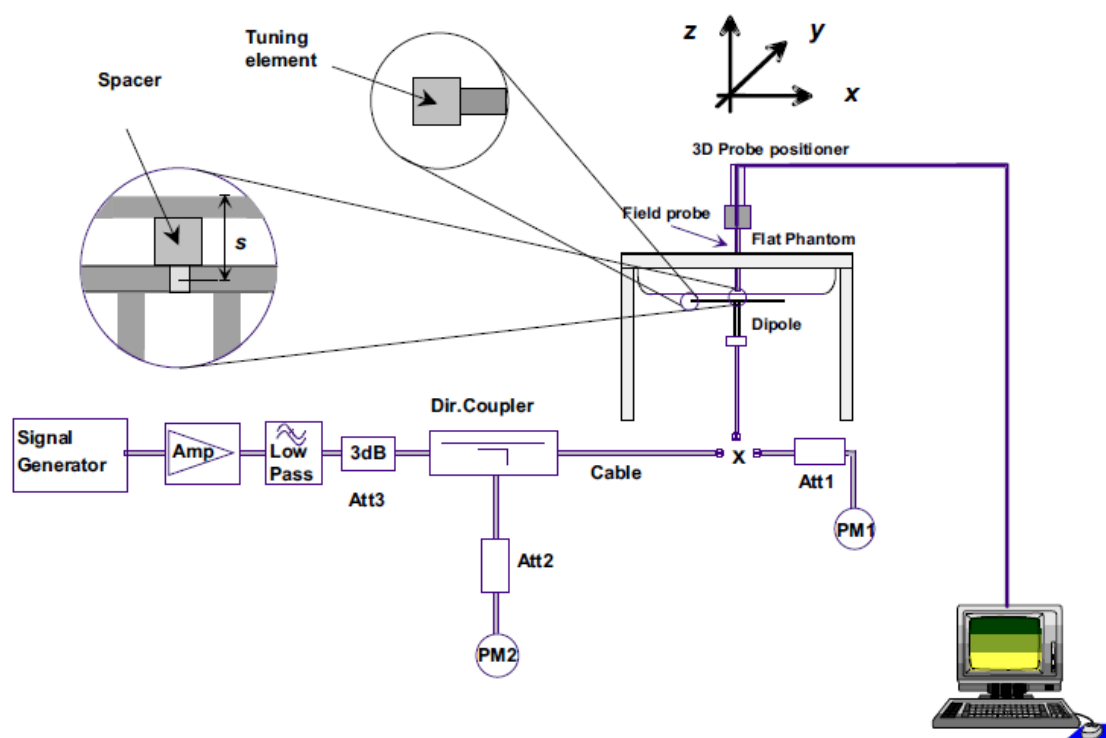 Tuning
element
z
y
x
Spacer
3D Probe positioner
Field probe
Flat Phantom
s
Dipole
Dir.Coupler
Signal
Generator
Amp
Low
Pass
3dB
Att3
Cable
x
Att1
PM1
Att2
PM2